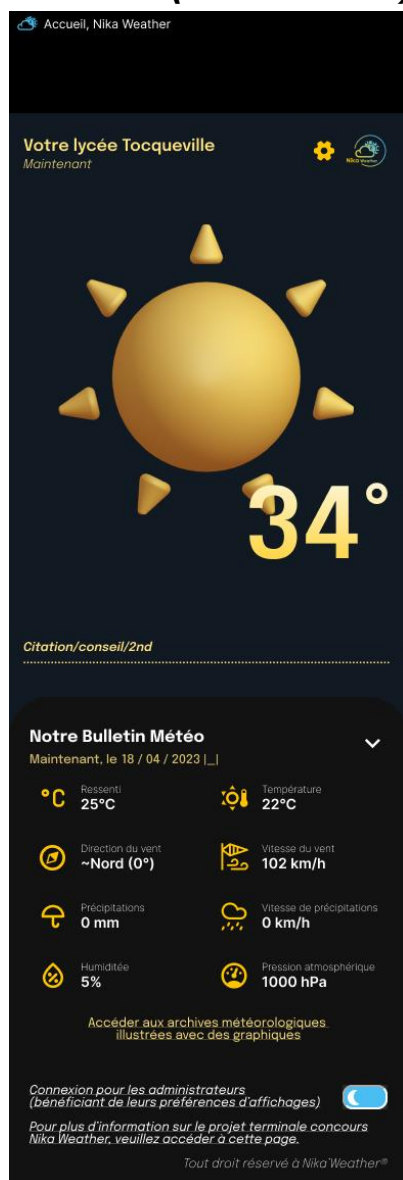 Accueil, Nika Weather
Votre lycée Tocqueville
Maintenant
Nika Weather
34°
Citation/conseil/2nd
Notre Bulletin Météo
Maintenant, le 18 / 04 / 2023 |_|
°C
Ressenti
25°C
Température
22°C
Direction du vent
~Nord (0°)
Vitesse du vent
102 km/h
Précipitations
0 mm
Vitesse de précipitations
0 km/h
Humiditée
5%
Pression atmosphérique
1000 hPa
Accéder aux archives météorologiques
illustrées avec des graphiques
Connexion pour les administrateurs
(bénéficiant de leurs préférences d'affichages)
Pour plus d'information sur le projet terminale concours
Nika Weather, veuillez accéder à cette page.
Tout droit réservé à Nika'Weather®